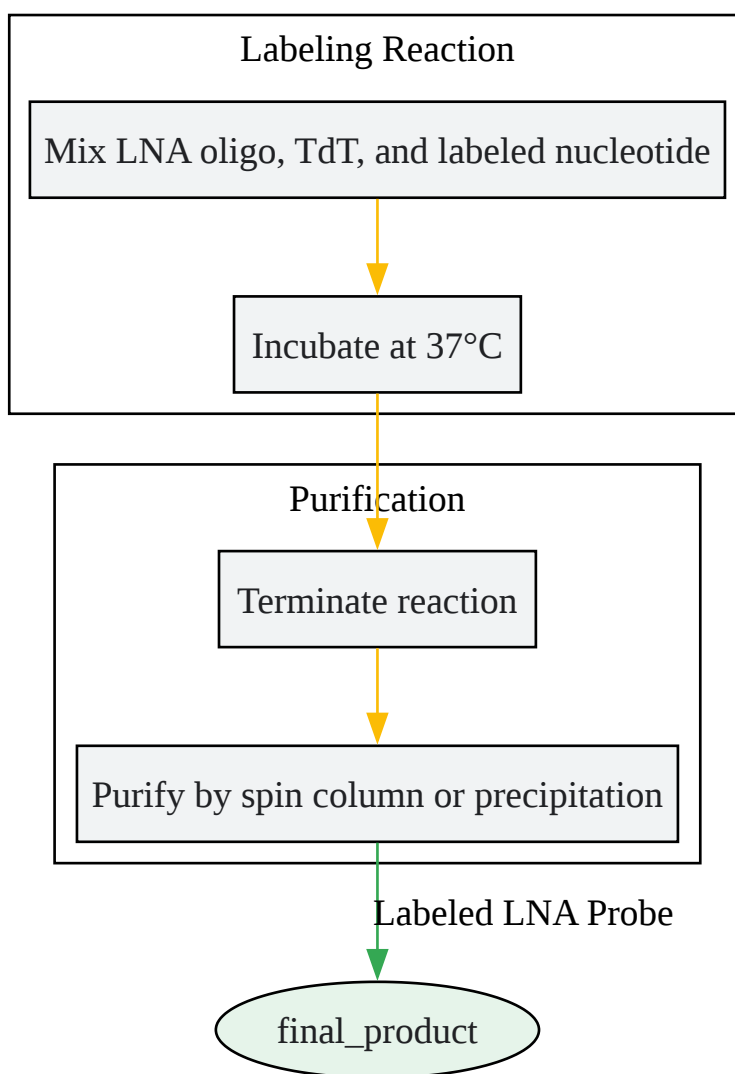 Labeling Reaction
Mix LNA oligo, TdT, and labeled nucleotide
Incubate at 37°C
Purification
Terminate reaction
Purify by spin column or precipitation
Labeled LNA Probe
final_product